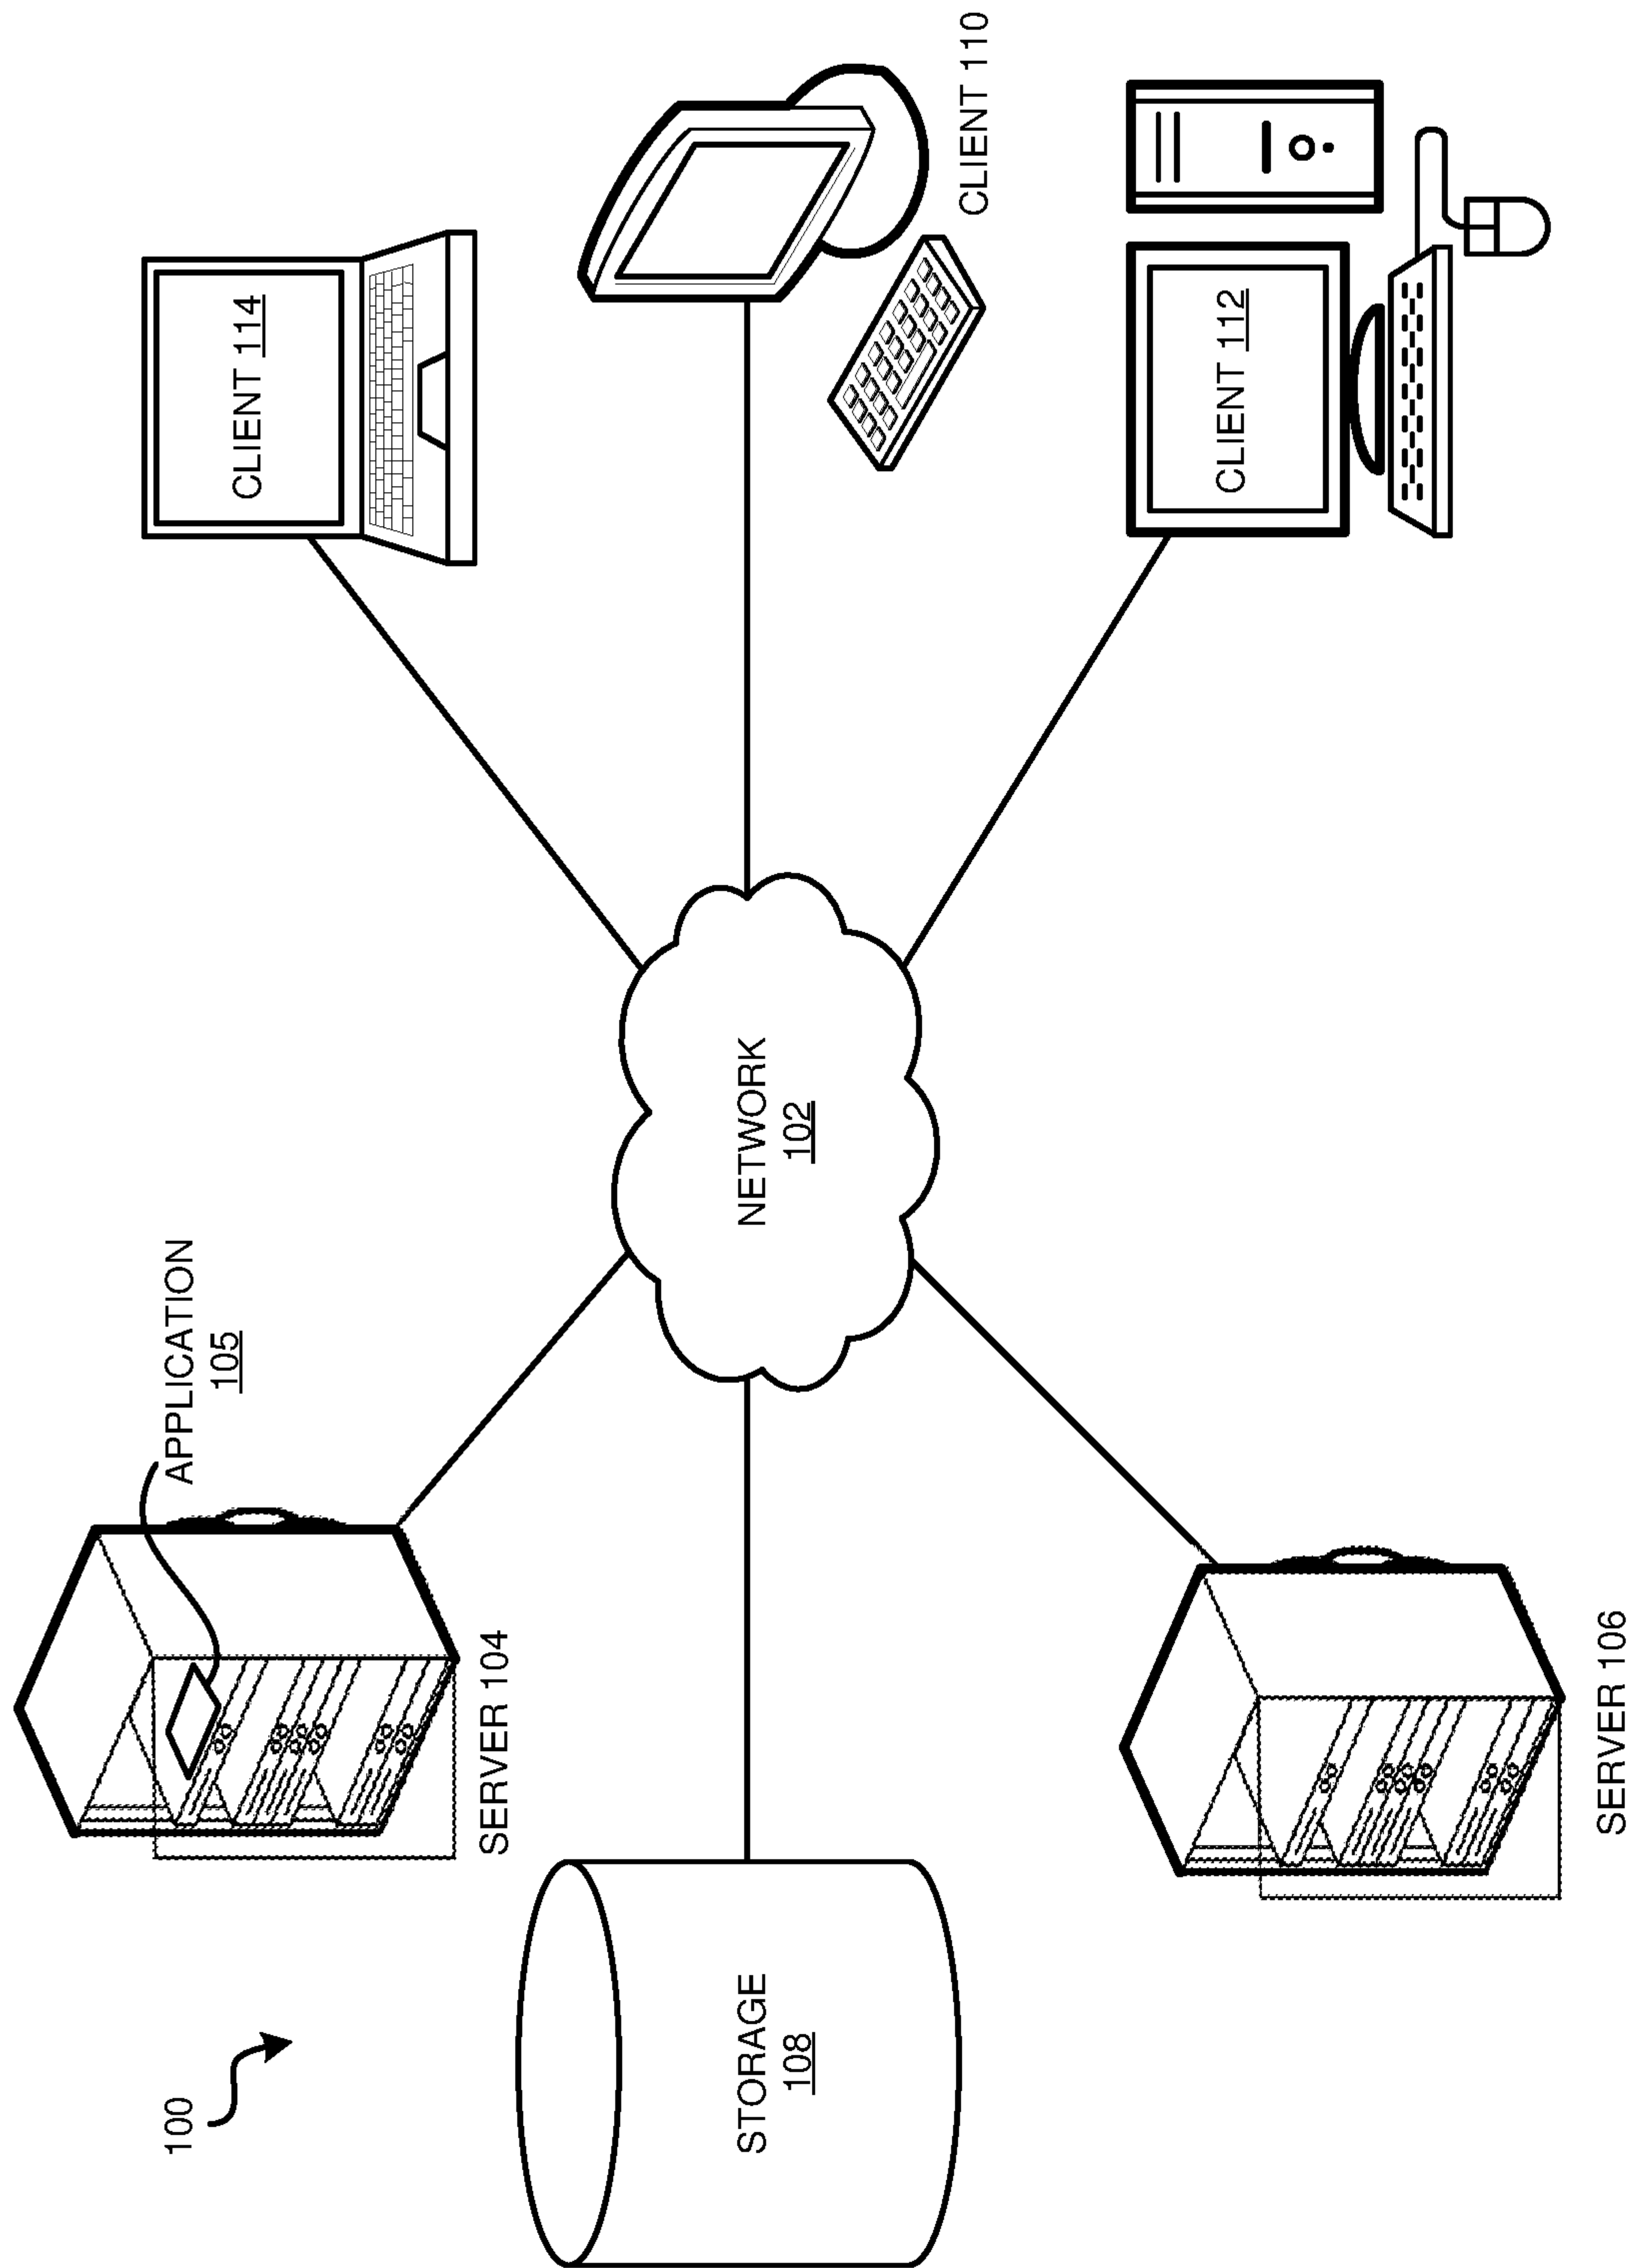 100
APPLICATION
105
CLIENT 114
SERVER 104
STORAGE
108
NETWORK
102
CLIENT 110
CLIENT 112
SERVER 106